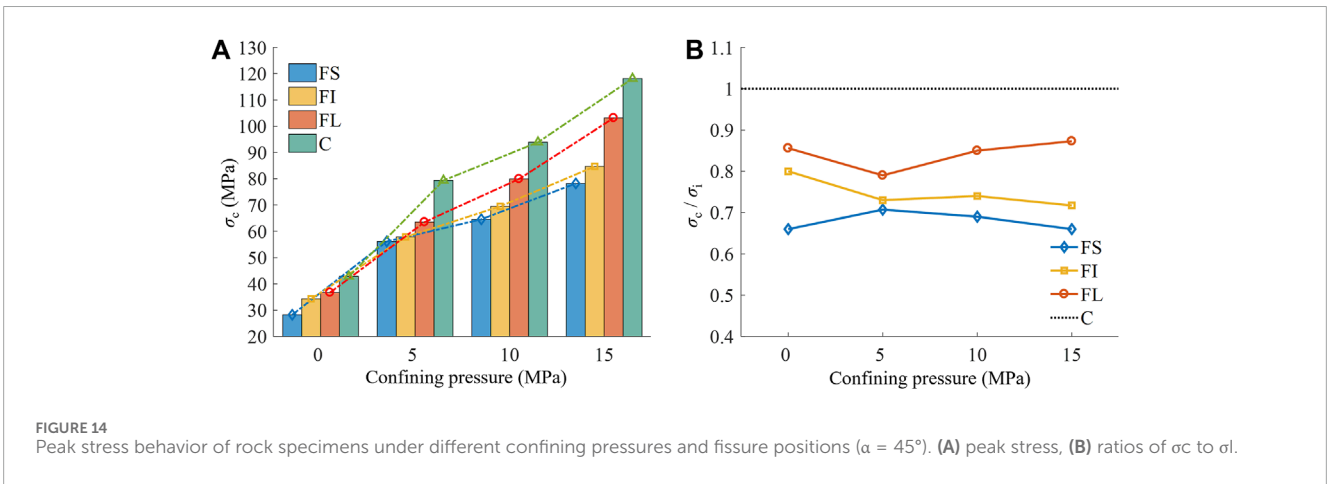 A
130
120
110
100
90
80
70
60
50
40
30
20
σc (MPa)
FS
FI
FL
C
0 5 10 15
Confining pressure (MPa)
B
1.1
1
0.9
0.8
0.7
0.6
0.5
0.4
σc / σi
FS
FI
FL
C
0 5 10 15
Confining pressure (MPa)
FIGURE 14
Peak stress behavior of rock specimens under different confining pressures and fissure positions (α = 45°). (A) peak stress, (B) ratios of σc to σl.